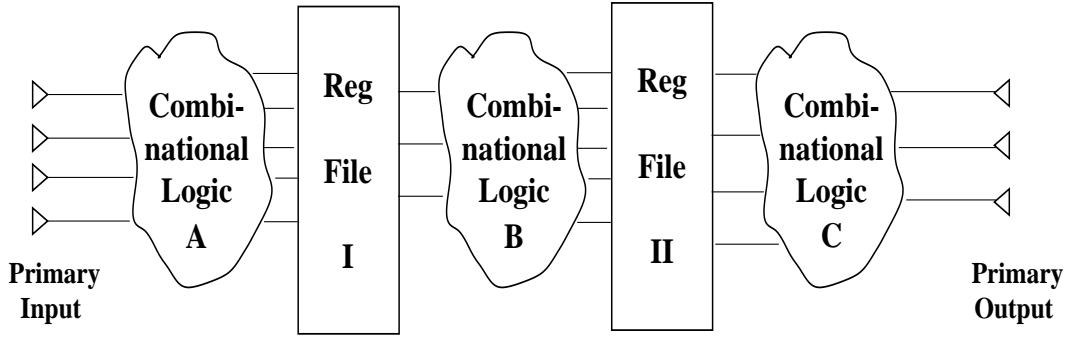 Combi-
national
Logic
A
Reg
File
I
Combi-
national
Logic
B
Reg
File
II
Combi-
national
Logic
C
Primary
Input
Primary
Output